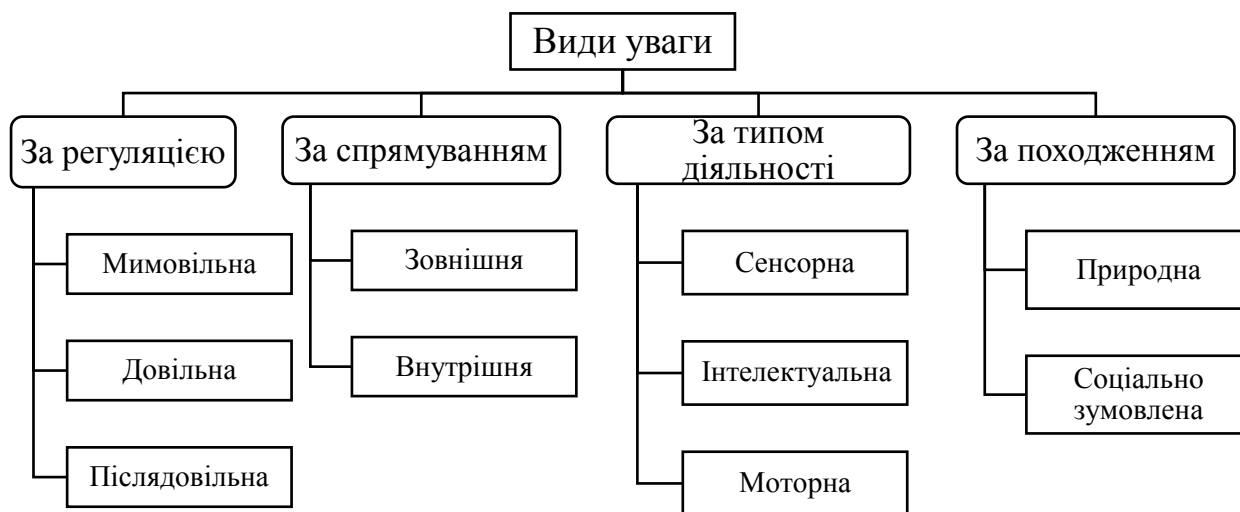 Види уваги
За регуляцією
Мимовільна
Довільна
Післядовільна
За спрямуванням
Зовнішня
Внутрішня
За типом
діяльності
Сенсорна
Інтелектуальна
Моторна
За походженням
Природна
Соціально
зумовлена